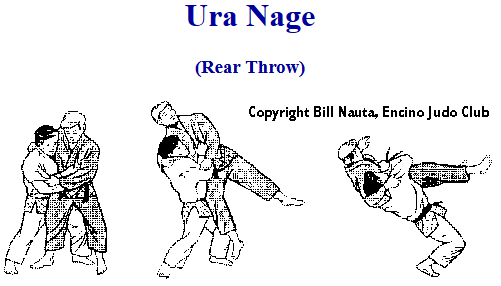 Ura Nage
(Rear Throw)
Copyright Bill Nauta, Encino Judo Club